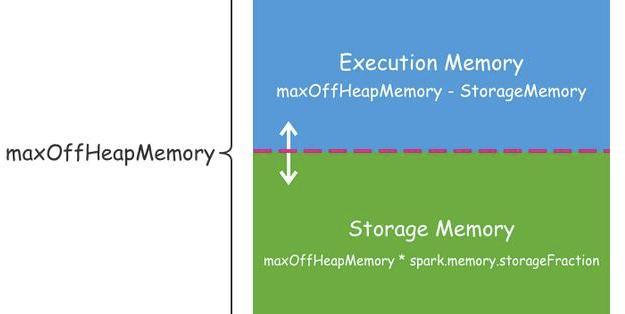 Execution Memory
maxOffHeapMemory - StorageMemory
maxOffHeapMemory
Storage Memory
maxOffHeapMemory * spark.memory.storageFraction